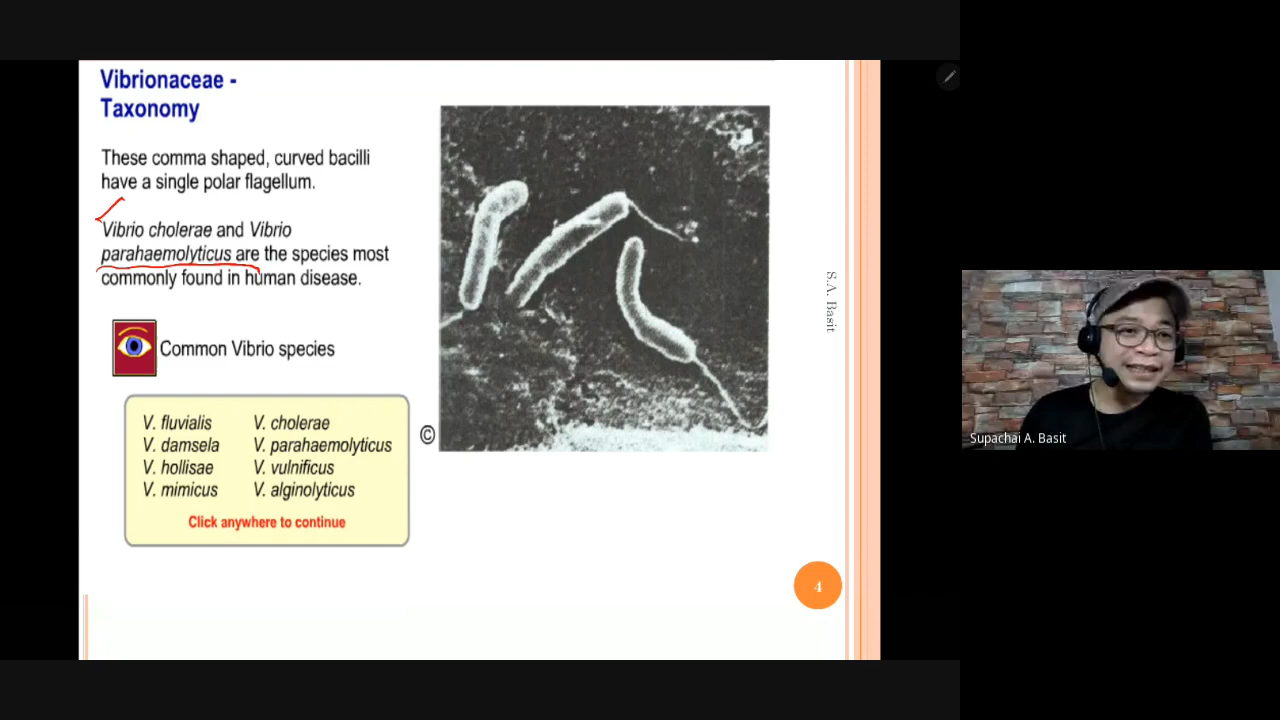 Vibrionaceae -
Taxonomy
These comma shaped, curved bacilli
have a single polar flagellum.
Vibrio cholerae and Vibrio
parahaemolyticus are the species most
commonly found in human disease.
Common Vibrio species
V. fluvialis V. cholerae
V. damsela V. parahaemolyticus
V. hollisae V. vulnificus
V. mimicus V. alginolyticus
Click anywhere to continue
©
S.A. Basit
4
Supachai A. Basit